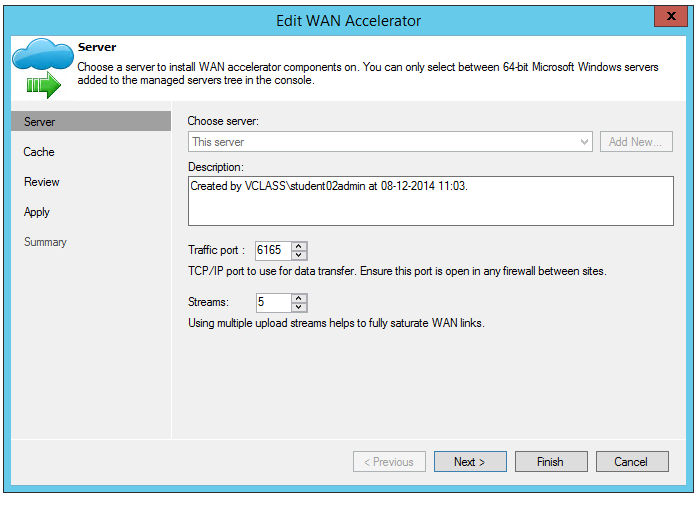 Edit WAN Accelerator
x
Server
Choose a server to install WAN accelerator components on. You can only select between 64-bit Microsoft Windows servers
added to the managed servers tree in the console.
Server
Cache
Review
Apply
Summary
Choose server:
This server
Add New...
Description:
Created by VCLASS\student02admin at 08-12-2014 11:03.
Traffic port : 6165
TCP/IP port to use for data transfer. Ensure this port is open in any firewall between sites.
Streams: 5
Using multiple upload streams helps to fully saturate WAN links.
< Previous Next > Finish Cancel